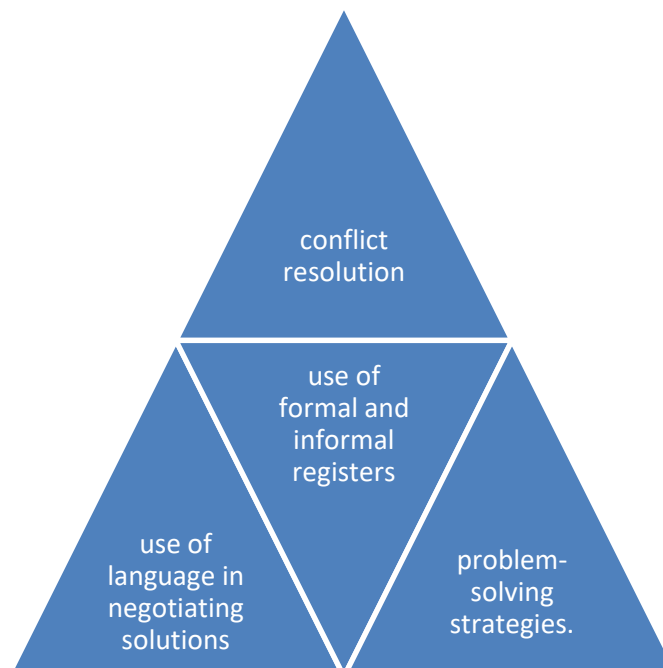 conflict
resolution
use of
formal and
informal
registers
use of
language in
negotiating
solutions
problem-
solving
strategies.